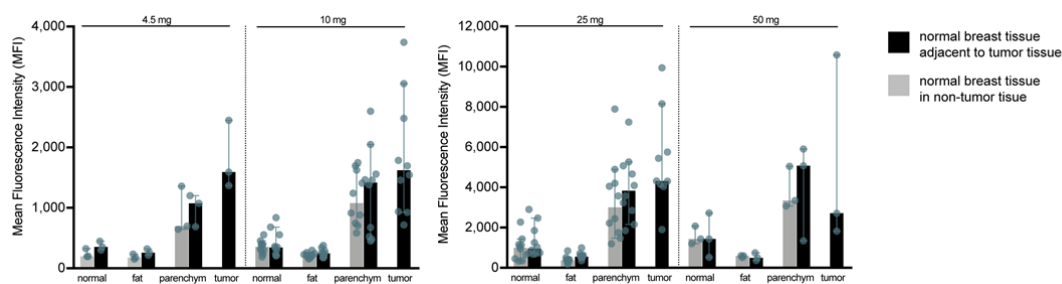 4.5 mg
10 mg
Mean Fluorescence Intensity (MFI)
4,000
3,000
2,000
1,000
0
normal
fat
parenchym
tumor
normal
fat
parenchym
tumor
25 mg
50 mg
Mean Fluorescence Intensity (MFI)
12,000
10,000
8,000
6,000
4,000
2,000
0
normal
fat
parenchym
tumor
normal
fat
parenchym
tumor
normal breast tissue
adjacent to tumor tissue
normal breast tissue
in non-tumor tisue